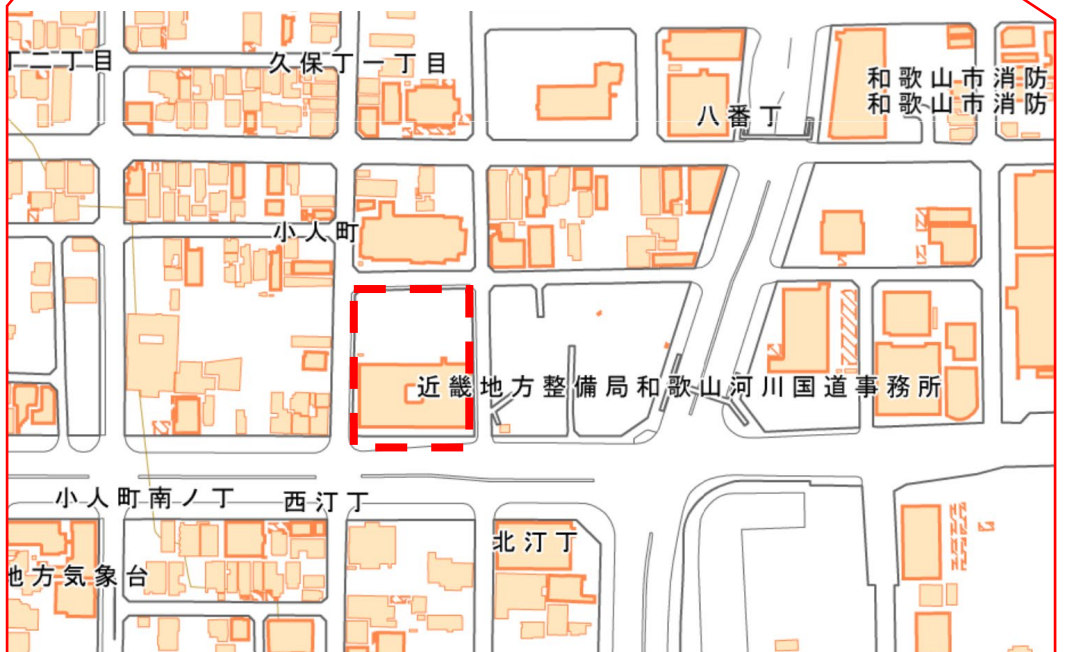 丁二丁目
久保丁一丁目
和歌山市消防
和歌山市消防
八番丁
小人町
近畿地方整備局和歌山河川国道事務所
小人町南ノ丁
西汀丁
北汀丁
地方気象台